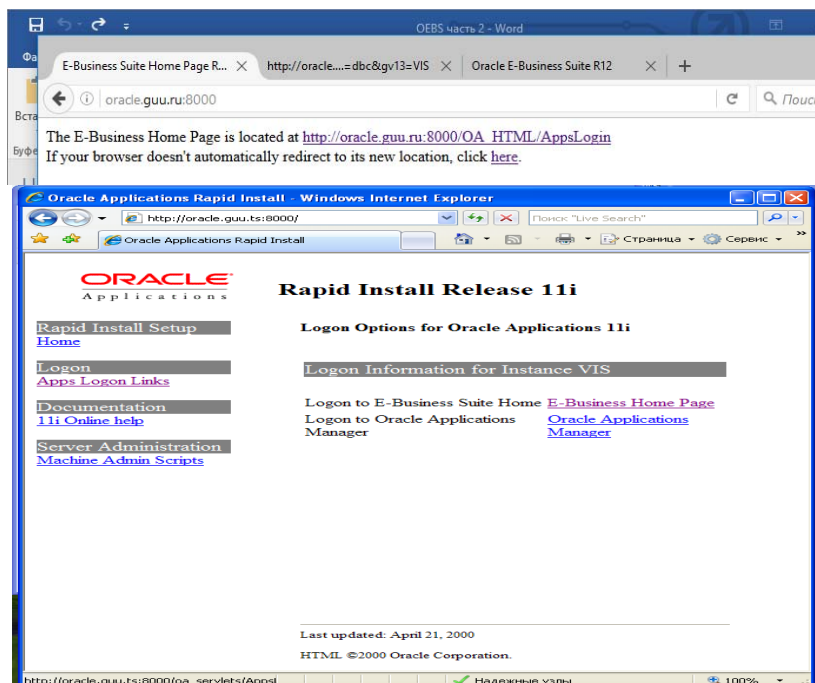 OEBS часть 2 - Word
Фа
E-Business Suite Home Page R...
http://oracle....=dbc&gv13=VIS
Oracle E-Business Suite R12
oracle.guu.ru:8000
Вста
Буфе
The E-Business Home Page is located at http://oracle.guu.ru:8000/OA_HTML/AppsLogin
If your browser doesn't automatically redirect to its new location, click here.
Oracle Applications Rapid Install - Windows Internet Explorer
http://oracle.guu.ts:8000/
Поиск "Live Search"
Oracle Applications Rapid Install
Страница
Сервис
ORACLE
Applications
Rapid Install Release 11i
Rapid Install Setup
Home
Logon
Apps Logon Links
Documentation
11i Online help
Server Administration
Machine Admin Scripts
Logon Options for Oracle Applications 11i
Logon Information for Instance VIS
Logon to E-Business Suite Home E-Business Home Page
Logon to Oracle Applications Manager
Oracle Applications Manager
Last updated: April 21, 2000
HTML ©2000 Oracle Corporation.
http://oracle.guu.ts:8000/oa_servlets/AppsL
Надежные узлы
100%